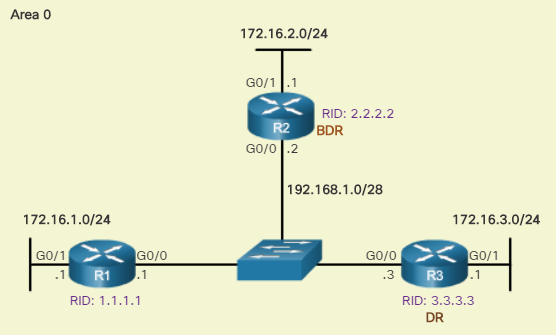 Area 0
172.16.2.0/24
G0/1 .1
R2
RID: 2.2.2.2
BDR
G0/0 .2
192.168.1.0/28
172.16.1.0/24
G0/1
.1
R1
G0/0
.1
RID: 1.1.1.1
172.16.3.0/24
G0/0
.3
R3
G0/1
.1
RID: 3.3.3.3
DR